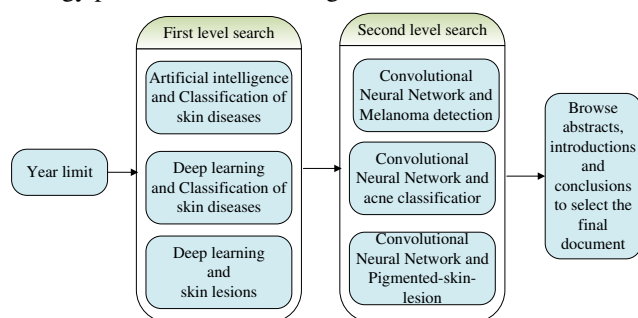 First level search
Second level search
Artificial intelligence
and Classification of
skin diseases
Convolutional
Neural Network and
Melanoma detection
Browse
abstracts,
introductions
and
conclusions
to select the
final
document
Year limit
Deep learning
and Classification of
skin diseases
Convolutional
Neural Network and
acne classificatior
Deep learning
and
skin lesions
Convolutional
Neural Network and
Pigmented-skin-
lesion